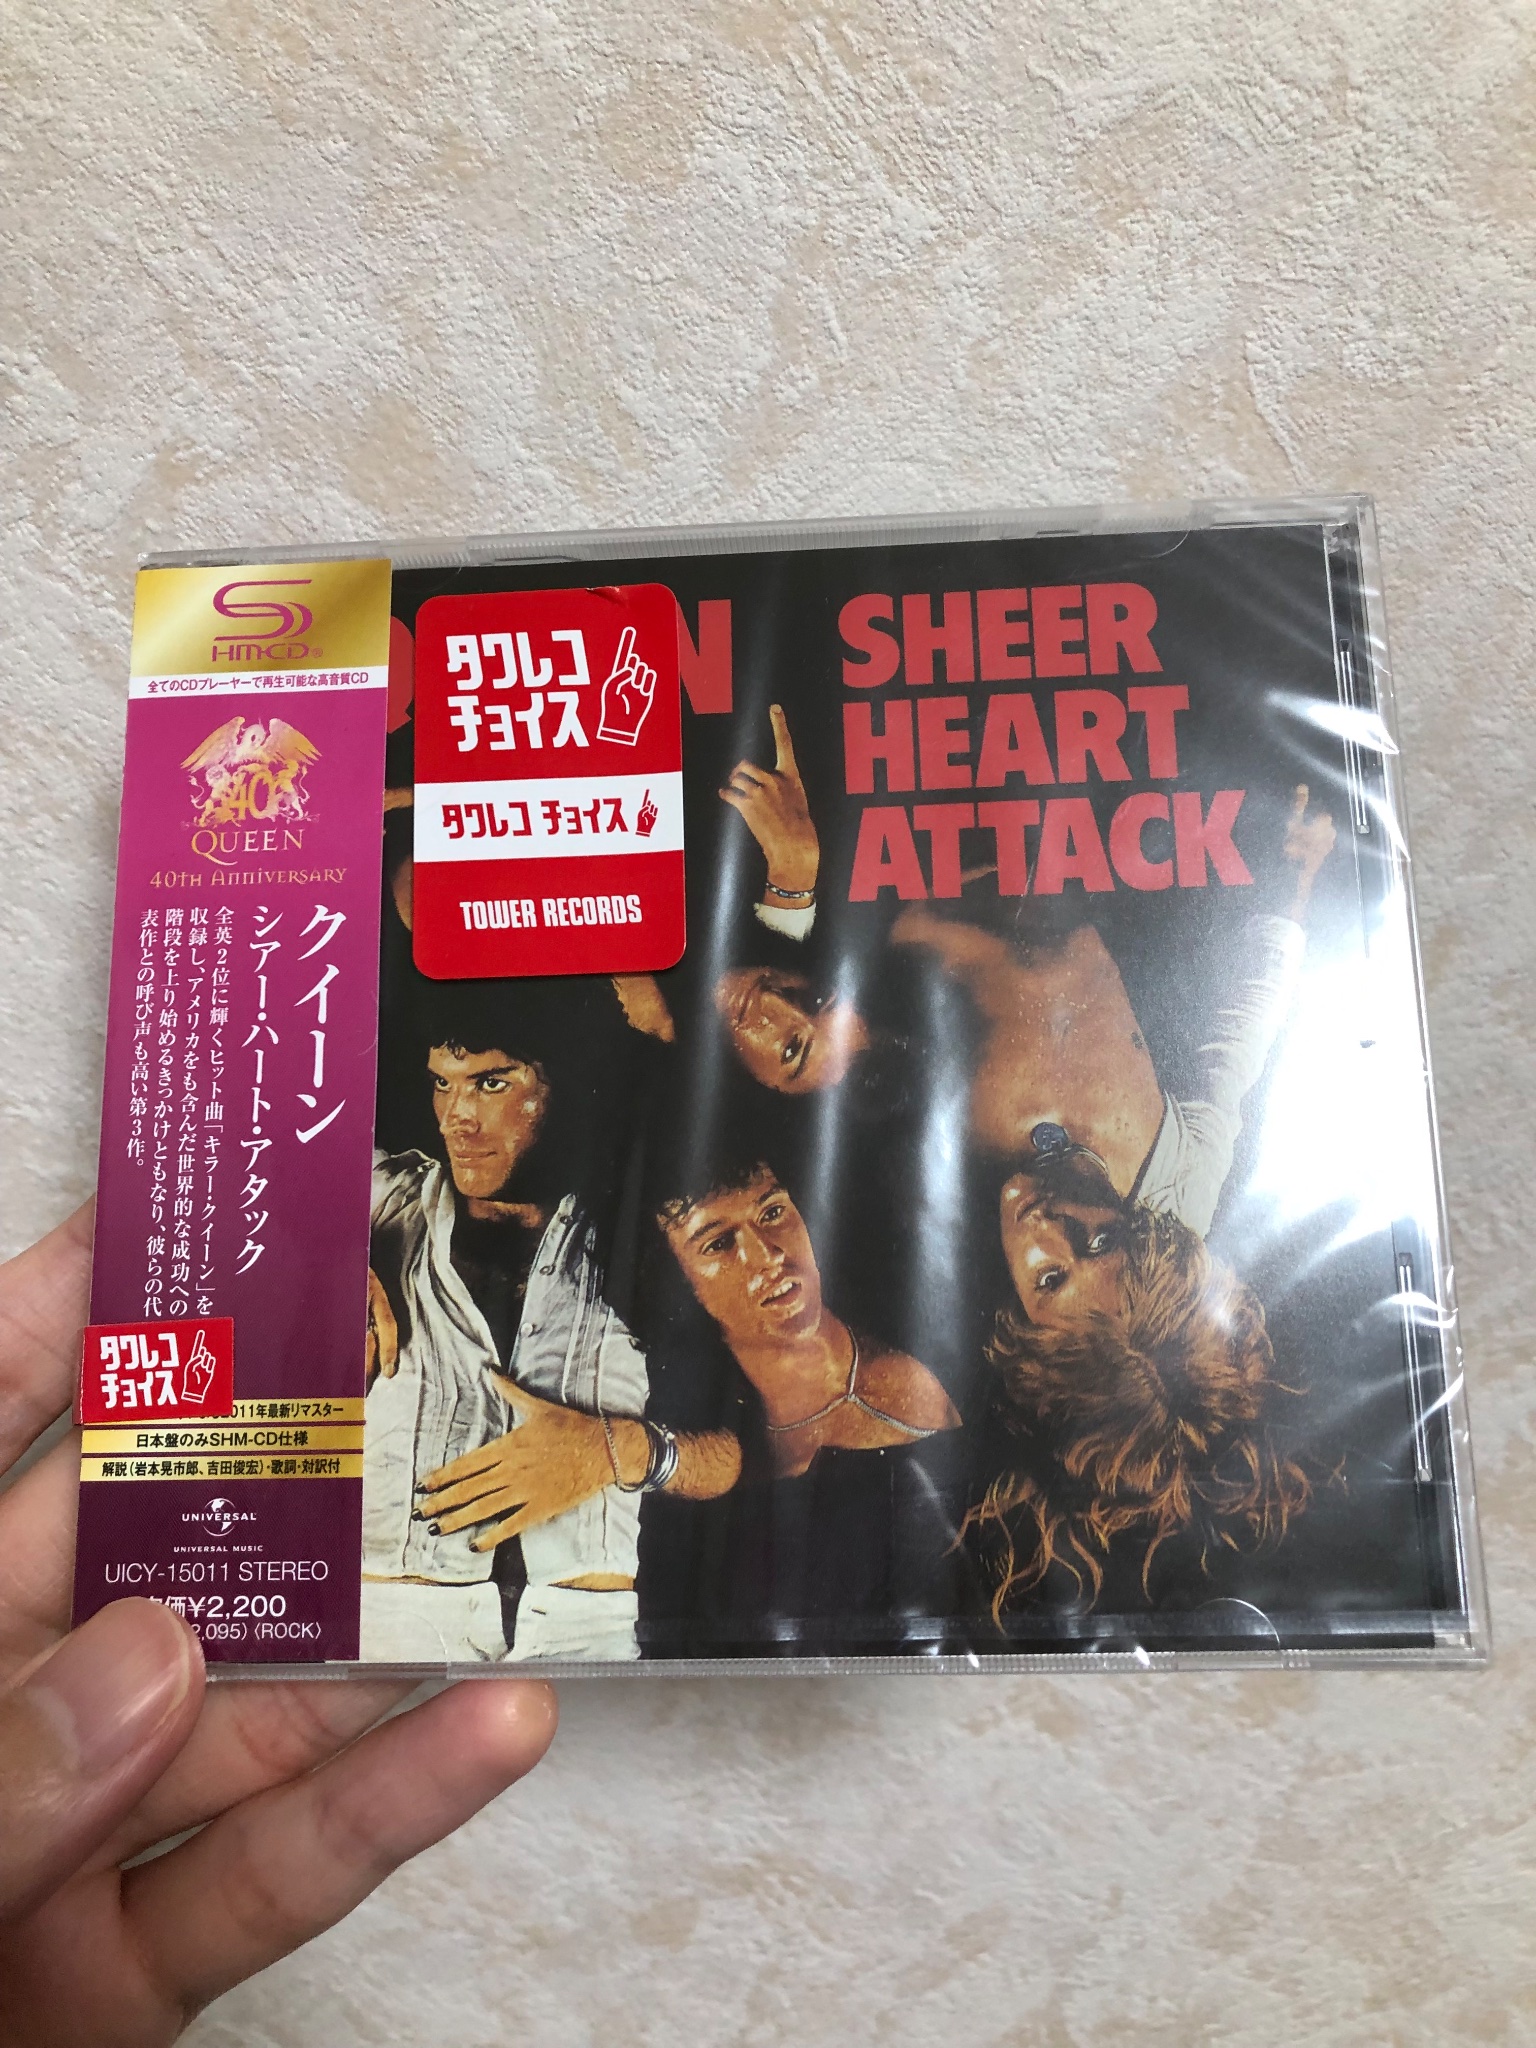 SHM-CD®
全てのCDプレーヤーで再生可能な高音質CD
40
QUEEN
40TH ANNIVERSARY
クイーン
シアー・ハート・アタック
全英2位に輝くヒット曲「キラー・クイーン」を
収録し、アメリカをも含んだ世界的な成功への
階段を上り始めるきっかけともなり、彼らの代
表作との呼び声も高い第3作。
タワレコ
チョイス
011年最新リマスター
日本盤のみSHM-CD仕様
解説(岩本晃市郎、吉田俊宏)・歌詞・対訳付
UNIVERSAL
UNIVERSAL MUSIC
UICY-15011 STEREO
価¥2,200
2,095) 〈ROCK〉
タワレコ
チョイス
タワレコ チョイス
TOWER RECORDS
N
SHEER
HEART
ATTACK